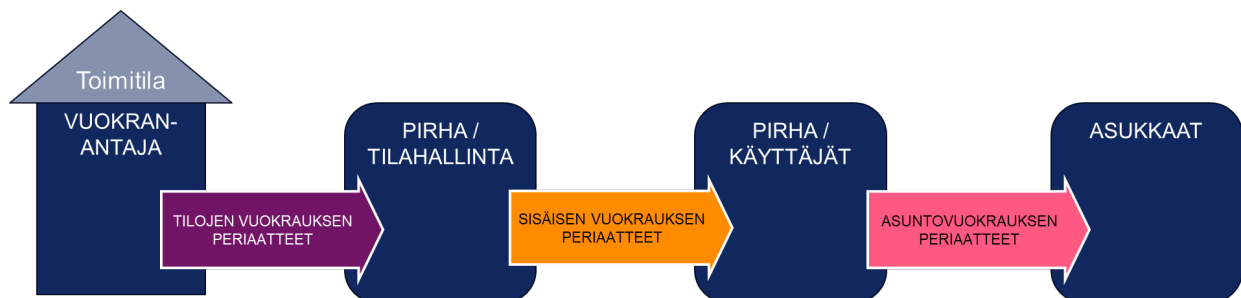 Toimitila
VUOKRAN-
ANTAJA
PIRHA /
TILAHALLINTA
PIRHA /
KÄYTTÄJÄT
ASUKKAAT
TILOJEN VUOKRAUKSEN
PERIAATTEET
SISÄISEN VUOKRAUKSEN
PERIAATTEET
ASUNTOVUOKRAUKSEN
PERIAATTEET